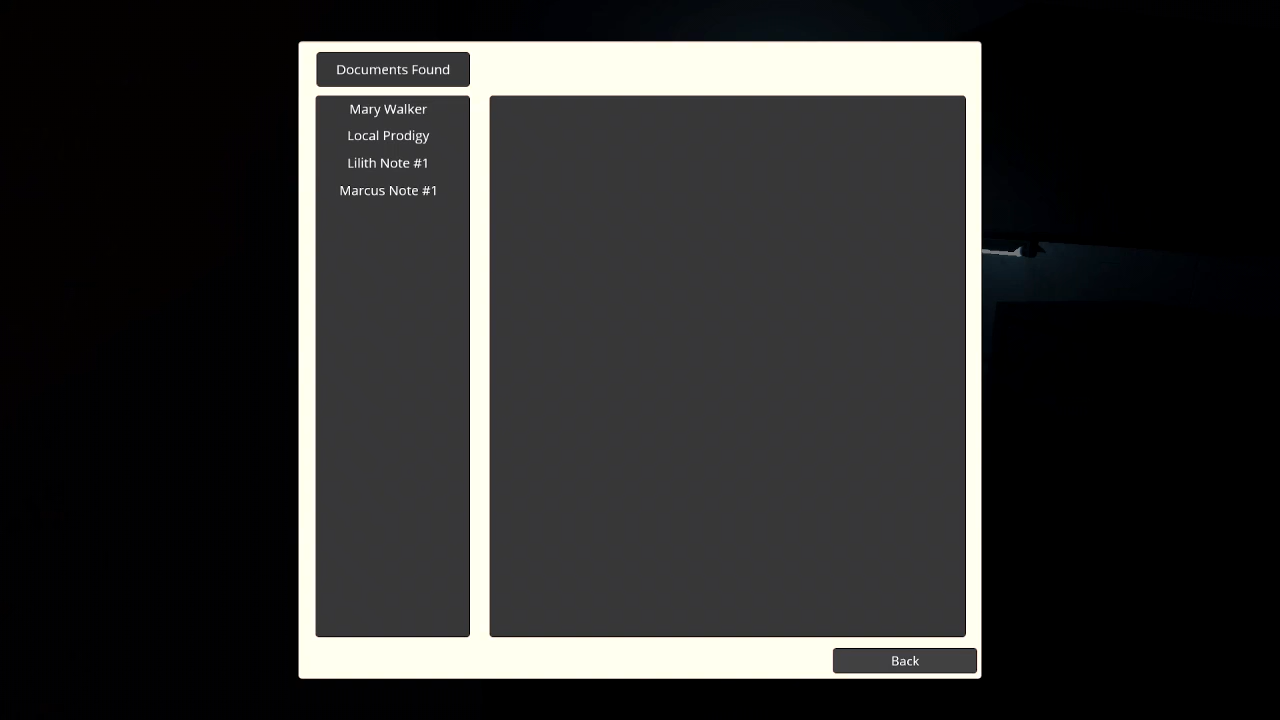 Documents Found
Mary Walker
Local Prodigy
Lilith Note #1
Marcus Note #1
Back